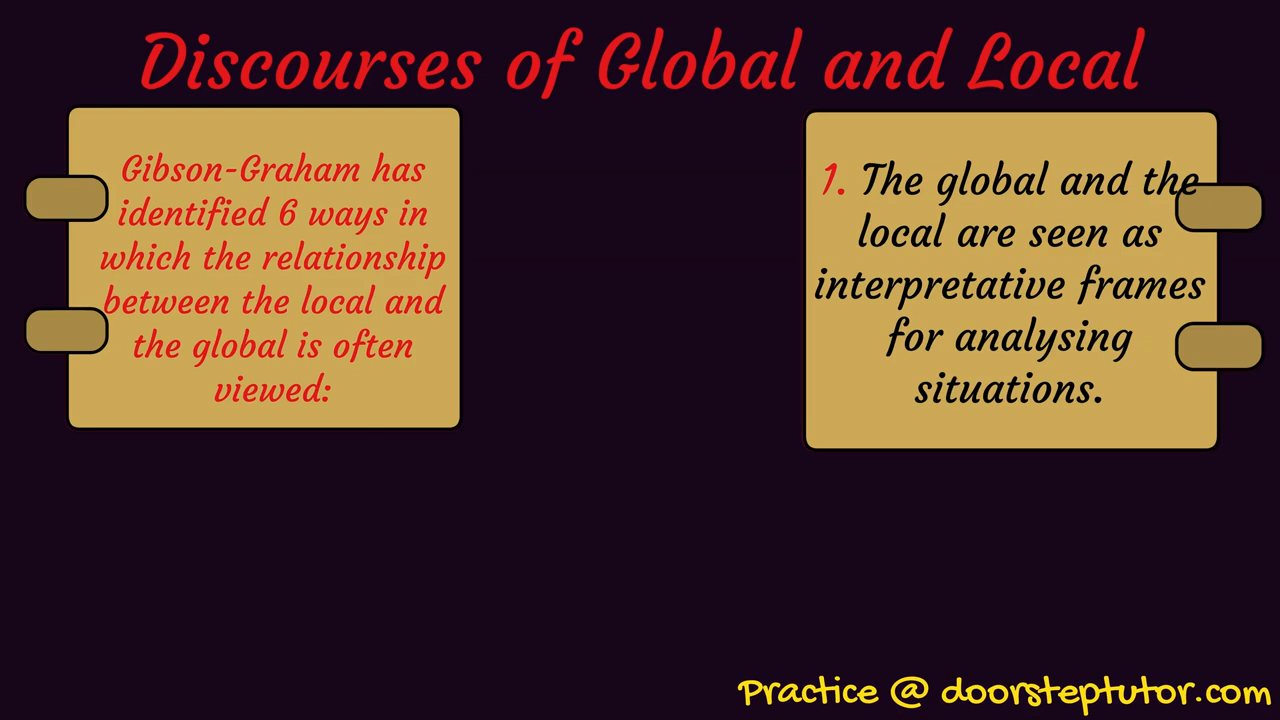 Discourses of Global and Local
Gibson-Graham has
identified 6 ways in
which the relationship
between the local and
the global is often
viewed:
1. The global and the
local are seen as
interpretative frames
for analysing
situations.
Practice @ doorsteptutor.com